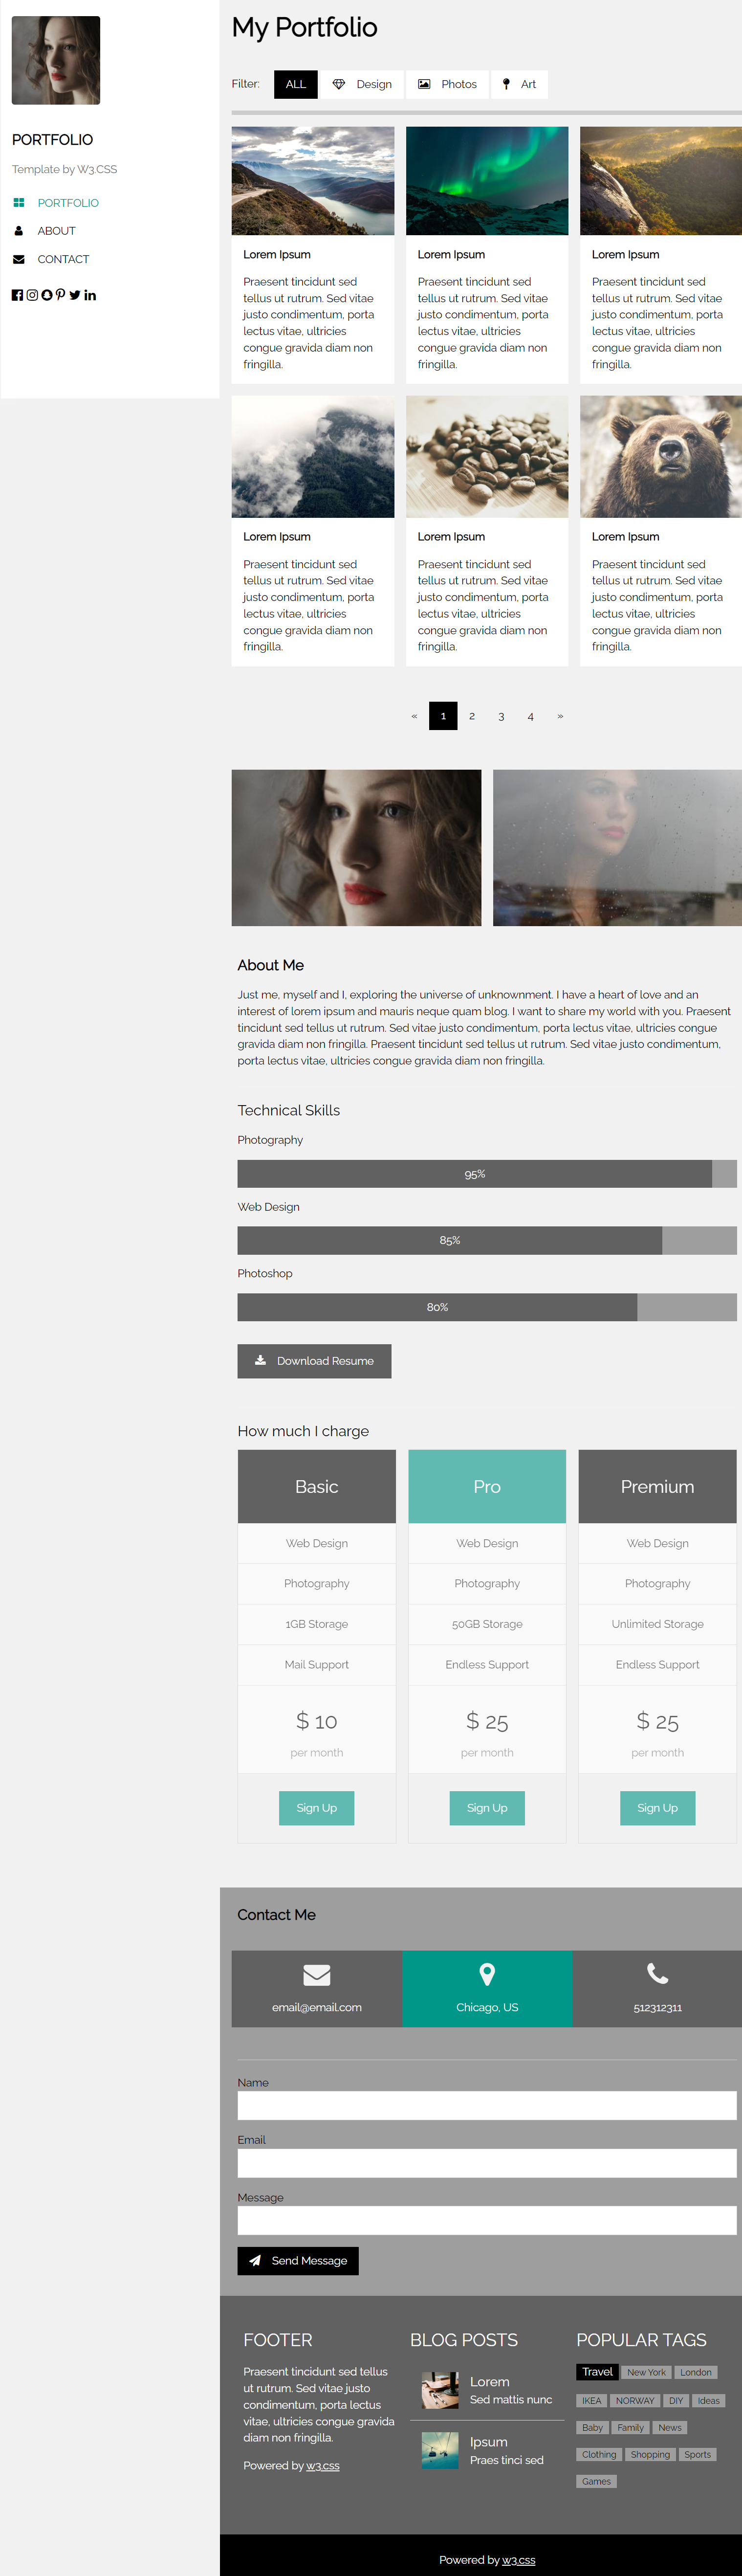 PORTFOLIO
Template by W3.CSS
PORTFOLIO
ABOUT
CONTACT
My Portfolio
Filter: ALL Design Photos Art
Lorem Ipsum
Praesent tincidunt sed
tellus ut rutrum. Sed vitae
justo condimentum, porta
lectus vitae, ultricies
congue gravida diam non
fringilla.
Lorem Ipsum
Praesent tincidunt sed
tellus ut rutrum. Sed vitae
justo condimentum, porta
lectus vitae, ultricies
congue gravida diam non
fringilla.
Lorem Ipsum
Praesent tincidunt sed
tellus ut rutrum. Sed vitae
justo condimentum, porta
lectus vitae, ultricies
congue gravida diam non
fringilla.
Lorem Ipsum
Praesent tincidunt sed
tellus ut rutrum. Sed vitae
justo condimentum, porta
lectus vitae, ultricies
congue gravida diam non
fringilla.
Lorem Ipsum
Praesent tincidunt sed
tellus ut rutrum. Sed vitae
justo condimentum, porta
lectus vitae, ultricies
congue gravida diam non
fringilla.
Lorem Ipsum
Praesent tincidunt sed
tellus ut rutrum. Sed vitae
justo condimentum, porta
lectus vitae, ultricies
congue gravida diam non
fringilla.
« 1 2 3 4 »
About Me
Just me, myself and I, exploring the universe of unknownment. I have a heart of love and an
interest of lorem ipsum and mauris neque quam blog. I want to share my world with you. Praesent
tincidunt sed tellus ut rutrum. Sed vitae justo condimentum, porta lectus vitae, ultricies congue
gravida diam non fringilla. Praesent tincidunt sed tellus ut rutrum. Sed vitae justo condimentum,
porta lectus vitae, ultricies congue gravida diam non fringilla.
Technical Skills
Photography
95%
Web Design
85%
Photoshop
80%
Download Resume
How much I charge
Basic
Web Design
Photography
1GB Storage
Mail Support
$ 10
per month
Sign Up
Pro
Web Design
Photography
50GB Storage
Endless Support
$ 25
per month
Sign Up
Premium
Web Design
Photography
Unlimited Storage
Endless Support
$ 25
per month
Sign Up
Contact Me
email@email.com
Chicago, US
512312311
Name
Email
Message
Send Message
FOOTER
Praesent tincidunt sed tellus
ut rutrum. Sed vitae justo
condimentum, porta lectus
vitae, ultricies congue gravida
diam non fringilla.
Powered by w3.css
BLOG POSTS
Lorem
Sed mattis nunc
Ipsum
Praes tinci sed
POPULAR TAGS
Travel New York London
IKEA NORWAY DIY Ideas
Baby Family News
Clothing Shopping Sports
Games
Powered by w3.css